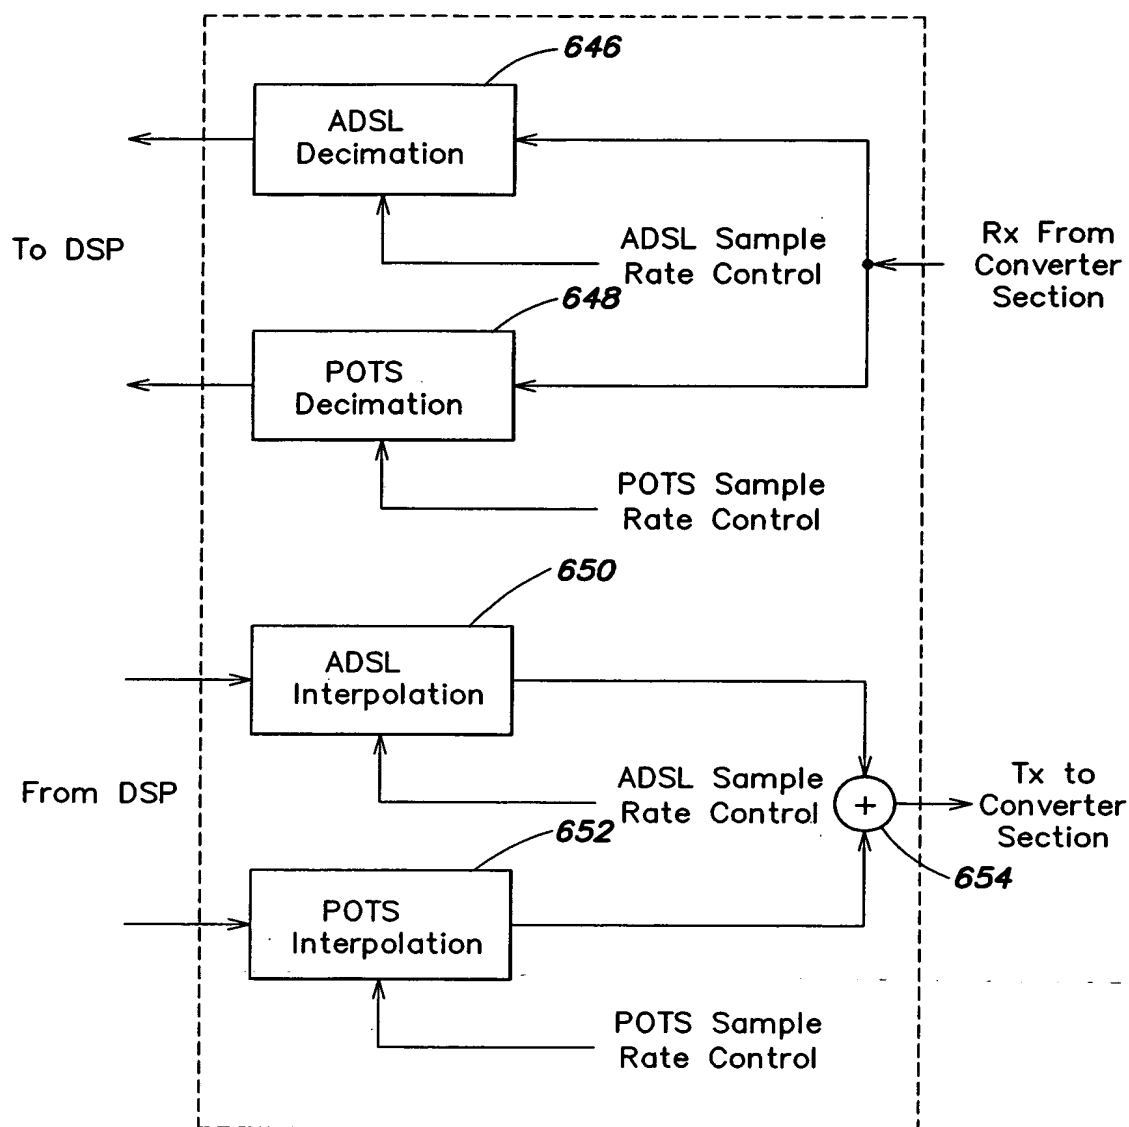 646
ADSL
Decimation
To DSP
ADSL Sample
Rate Control
Rx From
Converter
Section
648
POTS
Decimation
POTS Sample
Rate Control
650
ADSL
Interpolation
From DSP
ADSL Sample
Rate Control
+
Tx to
Converter
Section
652
654
POTS
Interpolation
POTS Sample
Rate Control